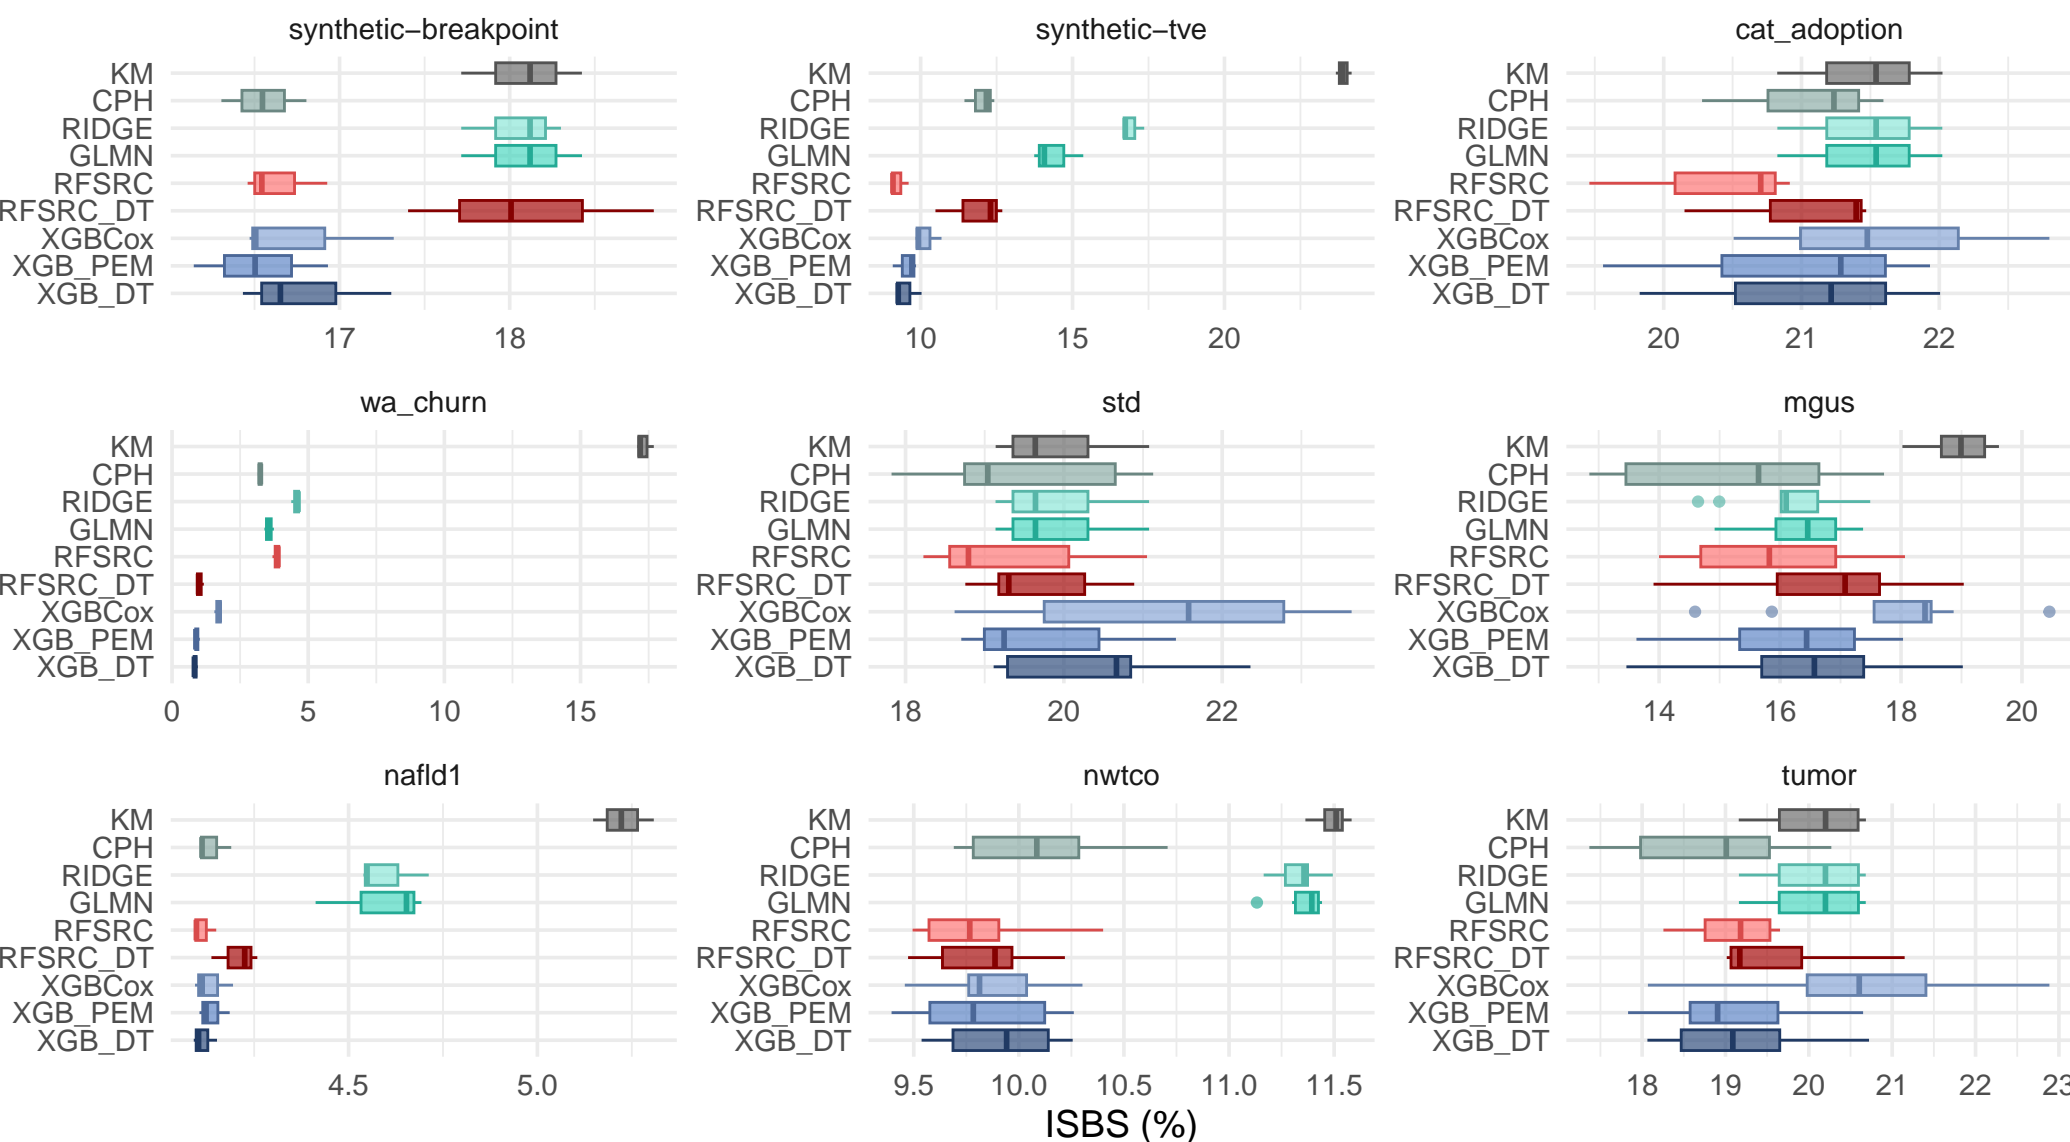 synthetic−breakpoint
KM
CPH
RIDGE
GLMN
RFSRC
RFSRC_DT
XGBCox
XGB_PEM
XGB_DT
17 18
synthetic−tve
KM
CPH
RIDGE
GLMN
RFSRC
RFSRC_DT
XGBCox
XGB_PEM
XGB_DT
10 15 20
cat_adoption
KM
CPH
RIDGE
GLMN
RFSRC
RFSRC_DT
XGBCox
XGB_PEM
XGB_DT
20 21 22
wa_churn
KM
CPH
RIDGE
GLMN
RFSRC
RFSRC_DT
XGBCox
XGB_PEM
XGB_DT
0 5 10 15
std
KM
CPH
RIDGE
GLMN
RFSRC
RFSRC_DT
XGBCox
XGB_PEM
XGB_DT
18 20 22
mgus
KM
CPH
RIDGE
GLMN
RFSRC
RFSRC_DT
XGBCox
XGB_PEM
XGB_DT
14 16 18 20
nafld1
KM
CPH
RIDGE
GLMN
RFSRC
RFSRC_DT
XGBCox
XGB_PEM
XGB_DT
4.5 5.0
nwtco
KM
CPH
RIDGE
GLMN
RFSRC
RFSRC_DT
XGBCox
XGB_PEM
XGB_DT
9.5 10.0 10.5 11.0 11.5
tumor
KM
CPH
RIDGE
GLMN
RFSRC
RFSRC_DT
XGBCox
XGB_PEM
XGB_DT
18 19 20 21 22 23
ISBS (%)